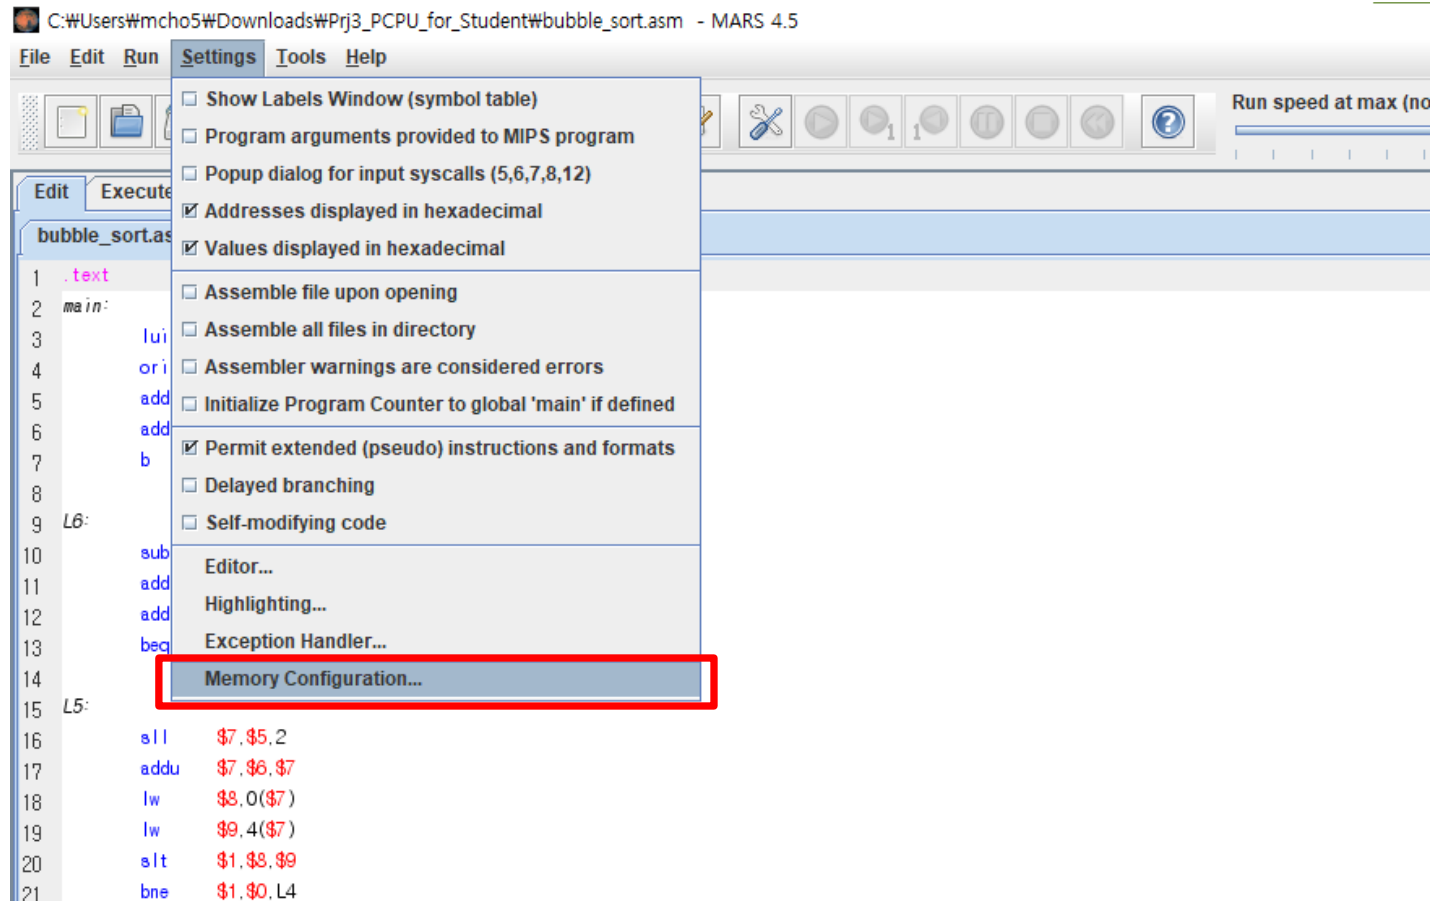 C:₩Users₩mcho5₩Downloads₩Prj3_PCPU_for_Student₩bubble_sort.asm - MARS 4.5
File Edit Run Settings Tools Help
Run speed at max (no
Show Labels Window (symbol table)
Program arguments provided to MIPS program
Popup dialog for input syscalls (5,6,7,8,12)
Addresses displayed in hexadecimal
Values displayed in hexadecimal
Assemble file upon opening
Assemble all files in directory
Assembler warnings are considered errors
Initialize Program Counter to global 'main' if defined
Permit extended (pseudo) instructions and formats
Delayed branching
Self-modifying code
Editor...
Highlighting...
Exception Handler...
Memory Configuration...
Edit Execute
bubble_sort.as
1 .text
2 main:
3 lui
4 ori
5 add
6 add
7 b
8
9 L6:
10 sub
11 add
12 add
13 beq
14
15 L5:
16 sll $7,$5,2
17 addu $7,$6,$7
18 lw $8,0($7)
19 lw $9,4($7)
20 slt $1,$8,$9
21 bne $1,$0,L4